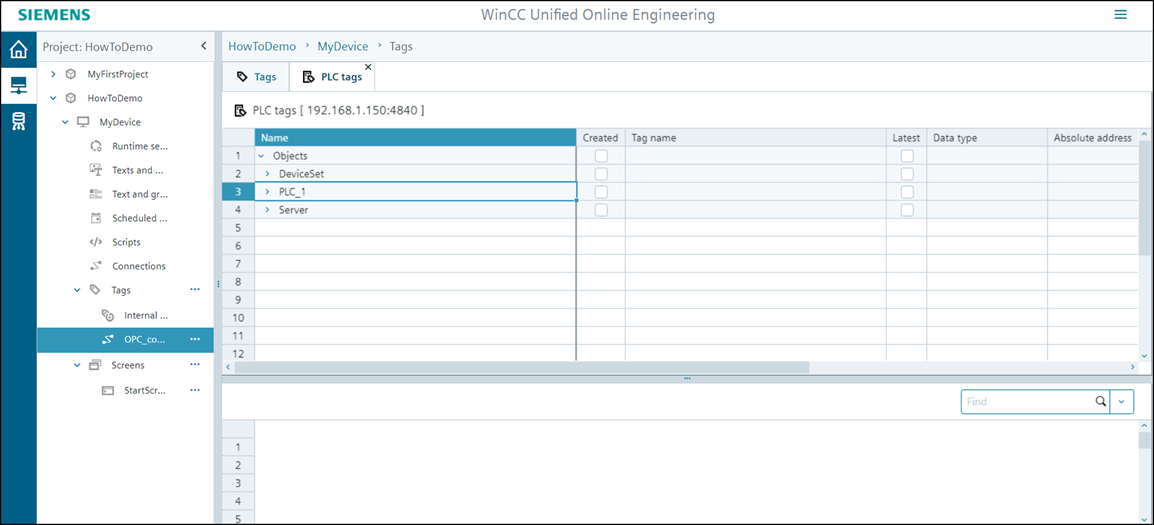 SIEMENS
WinCC Unified Online Engineering
Project: HowToDemo
MyFirstProject
HowToDemo
MyDevice
Runtime se...
Texts and ...
Text and gr...
Scheduled ...
Scripts
Connections
Tags
Internal ...
OPC_co...
Screens
StartScr...
HowToDemo > MyDevice > Tags
Tags
PLC tags
PLC tags [ 192.168.1.150:4840 ]
Name Created Tag name Latest Data type Absolute address
1 Objects
2 DeviceSet
3 PLC_1
4 Server
5
6
7
8
9
10
11
12
Find
1
2
3
4
5